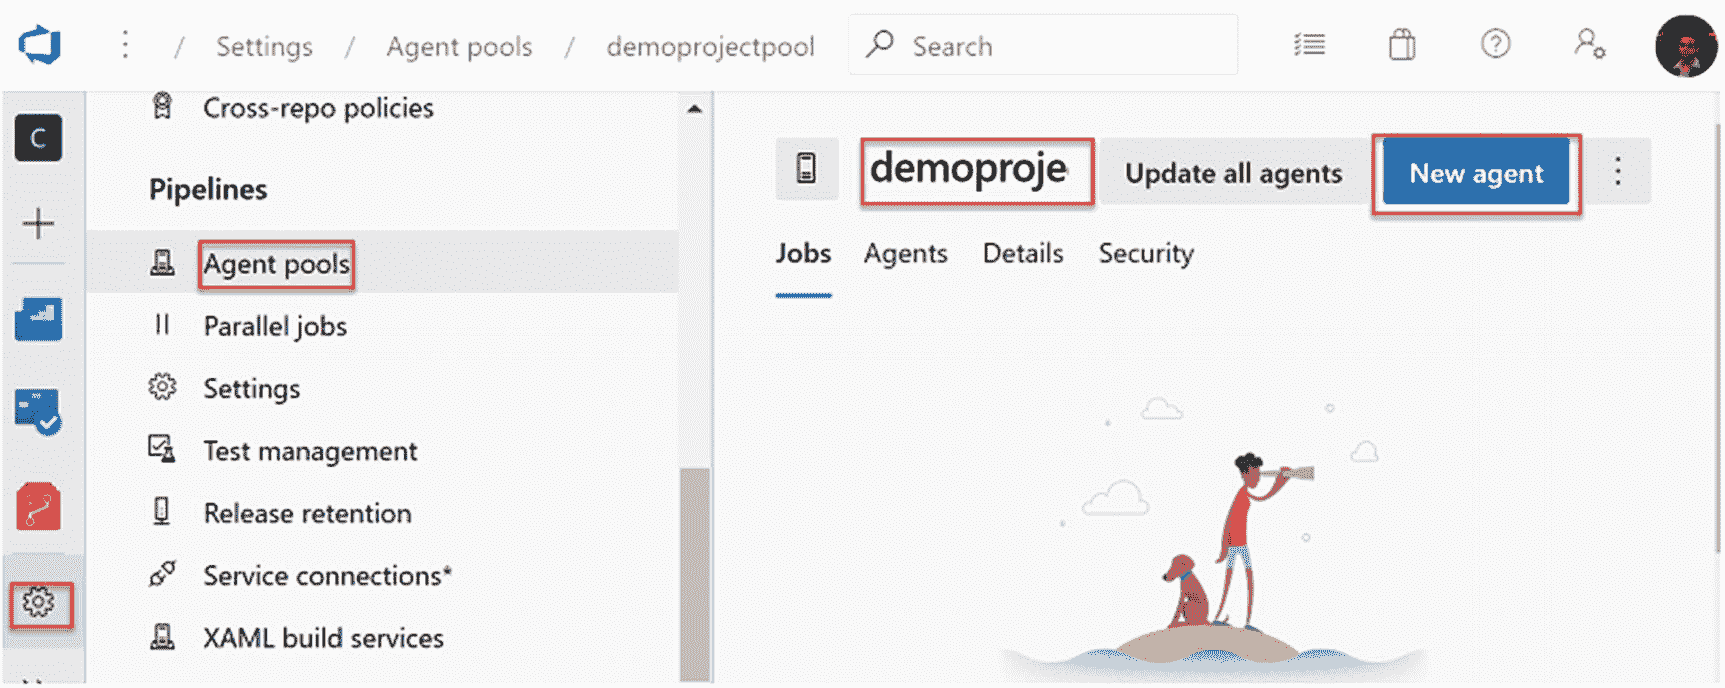 / Settings / Agent pools / demoprojectpool Search
C
Cross-repo policies
Pipelines
Agent pools
Parallel jobs
Settings
Test management
Release retention
Service connections*
XAML build services
demoproje Update all agents New agent
Jobs Agents Details Security